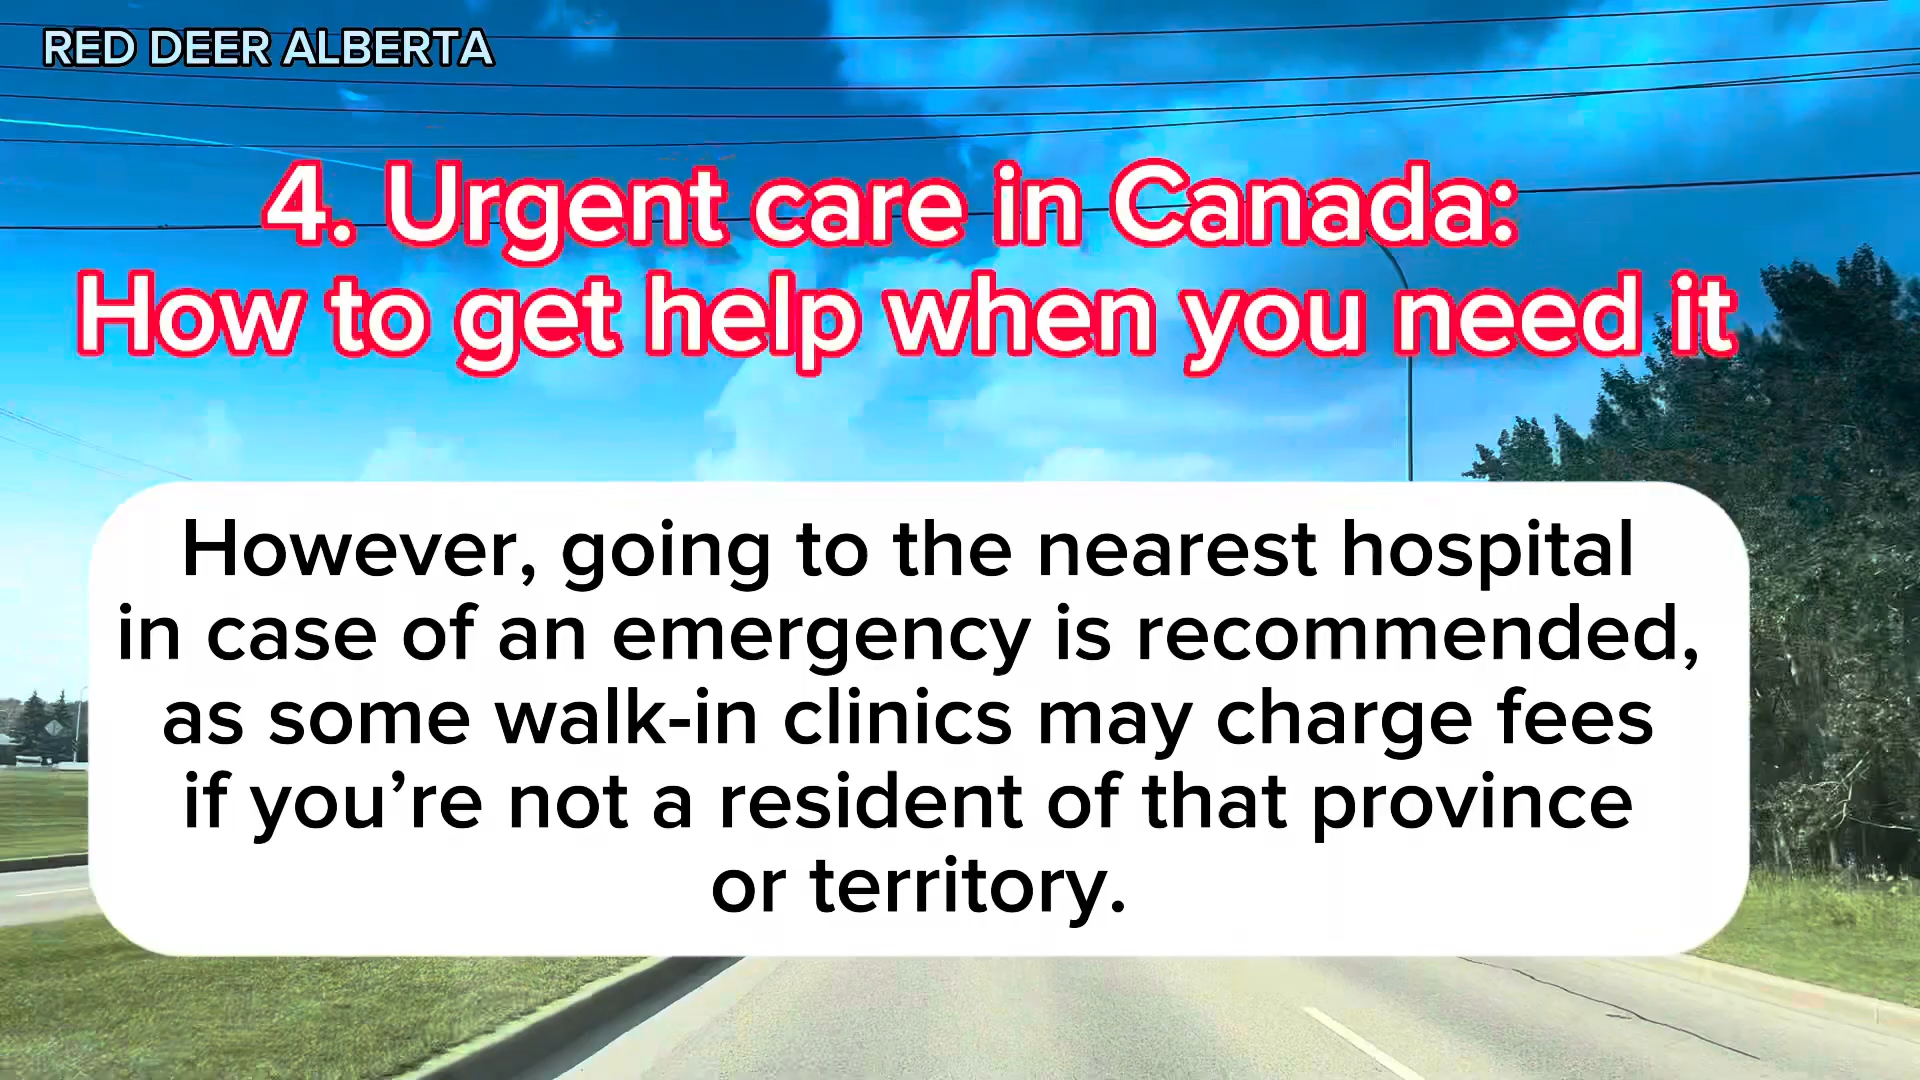 RED DEER ALBERTA
4. Urgent care in Canada:
How to get help when you need it
However, going to the nearest hospital
in case of an emergency is recommended,
as some walk-in clinics may charge fees
if you’re not a resident of that province
or territory.